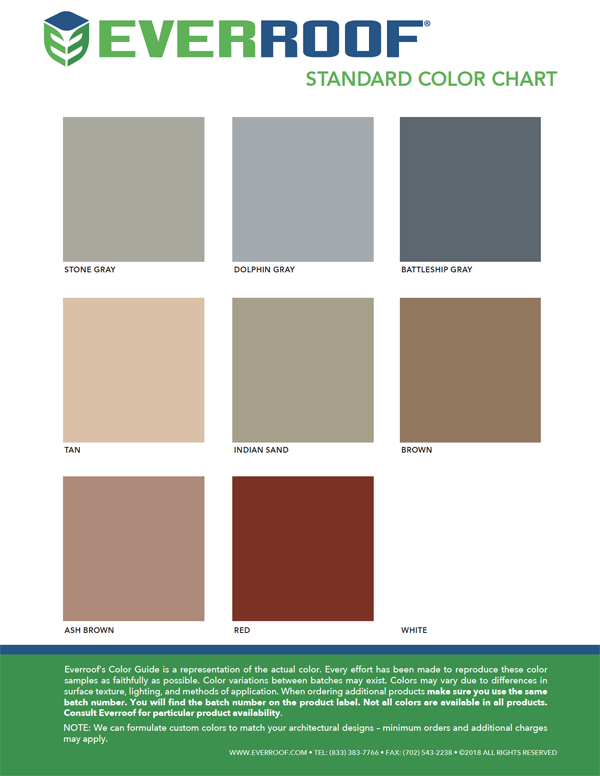 EVERROOF®
STANDARD COLOR CHART
STONE GRAY
DOLPHIN GRAY
BATTLESHIP GRAY
TAN
INDIAN SAND
BROWN
ASH BROWN
RED
WHITE
Everroof's Color Guide is a representation of the actual color. Every effort has been made to reproduce these color
samples as faithfully as possible. Color variations between batches may exist. Colors may vary due to differences in
surface texture, lighting, and methods of application. When ordering additional products make sure you use the same
batch number. You will find the batch number on the product label. Not all colors are available in all products.
Consult Everroof for particular product availability.
NOTE: We can formulate custom colors to match your architectural designs – minimum orders and additional charges
may apply.
WWW.EVERROOF.COM • TEL: (833) 383-7766 • FAX: (702) 543-2238 • ©2018 ALL RIGHTS RESERVED